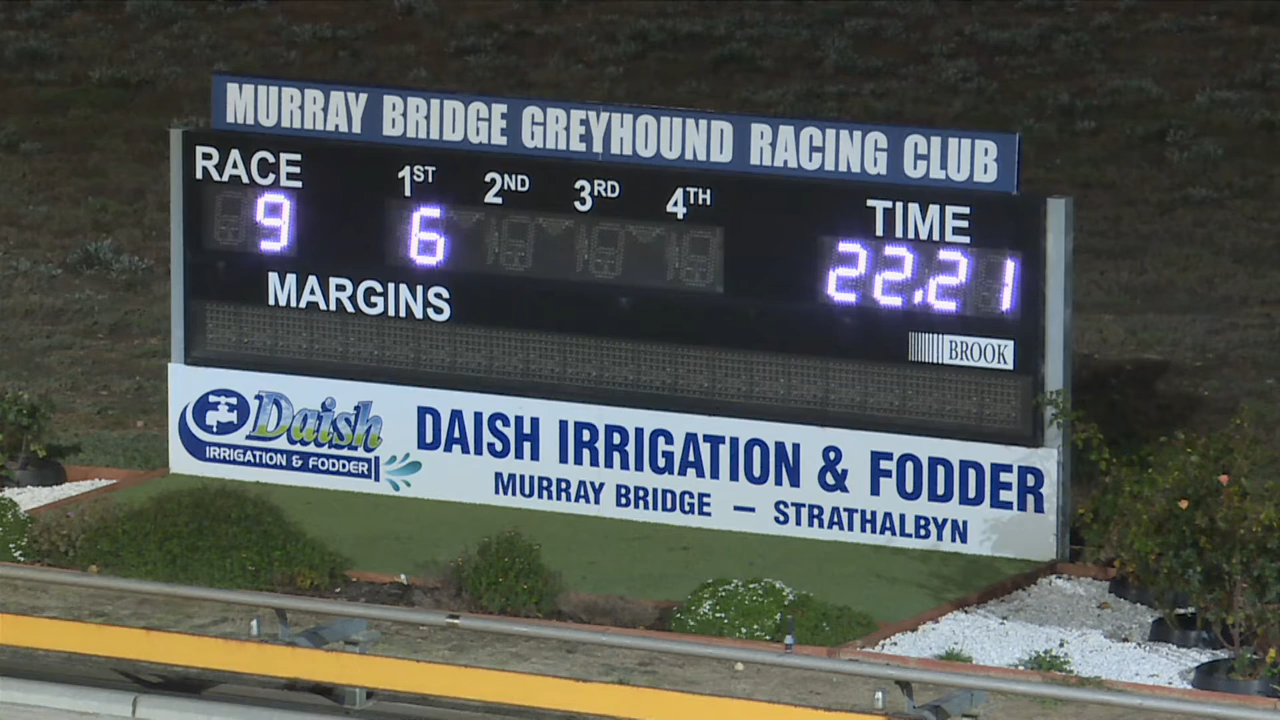 MURRAY BRIDGE GREYHOUND RACING CLUB
RACE 1ST 2ND 3RD 4TH TIME
9 6 22.21
MARGINS
BROOK
Daish
IRRIGATION & FODDER
DAISH IRRIGATION & FODDER
MURRAY BRIDGE – STRATHALBYN